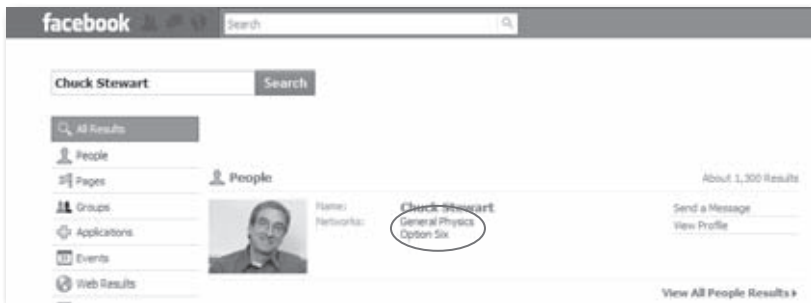 facebook
Search
Chuck Stewart
Search
All Results
People
Pages
Groups
Applications
Events
Web Results
People
About 1,300 Results
Name:
Chuck Stewart
Networks:
General Physics
Option Six
Send a Message
View Profile
View All People Results